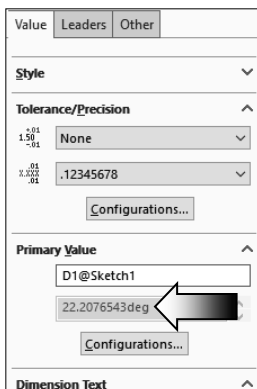 Value Leaders Other
Style
Tolerance/Precision
+.01
1.50
-.01
None
.01
X.XXX
.01
.12345678
Configurations...
Primary Value
D1@Sketch1
22.2076543deg
Configurations...
Dimension Text